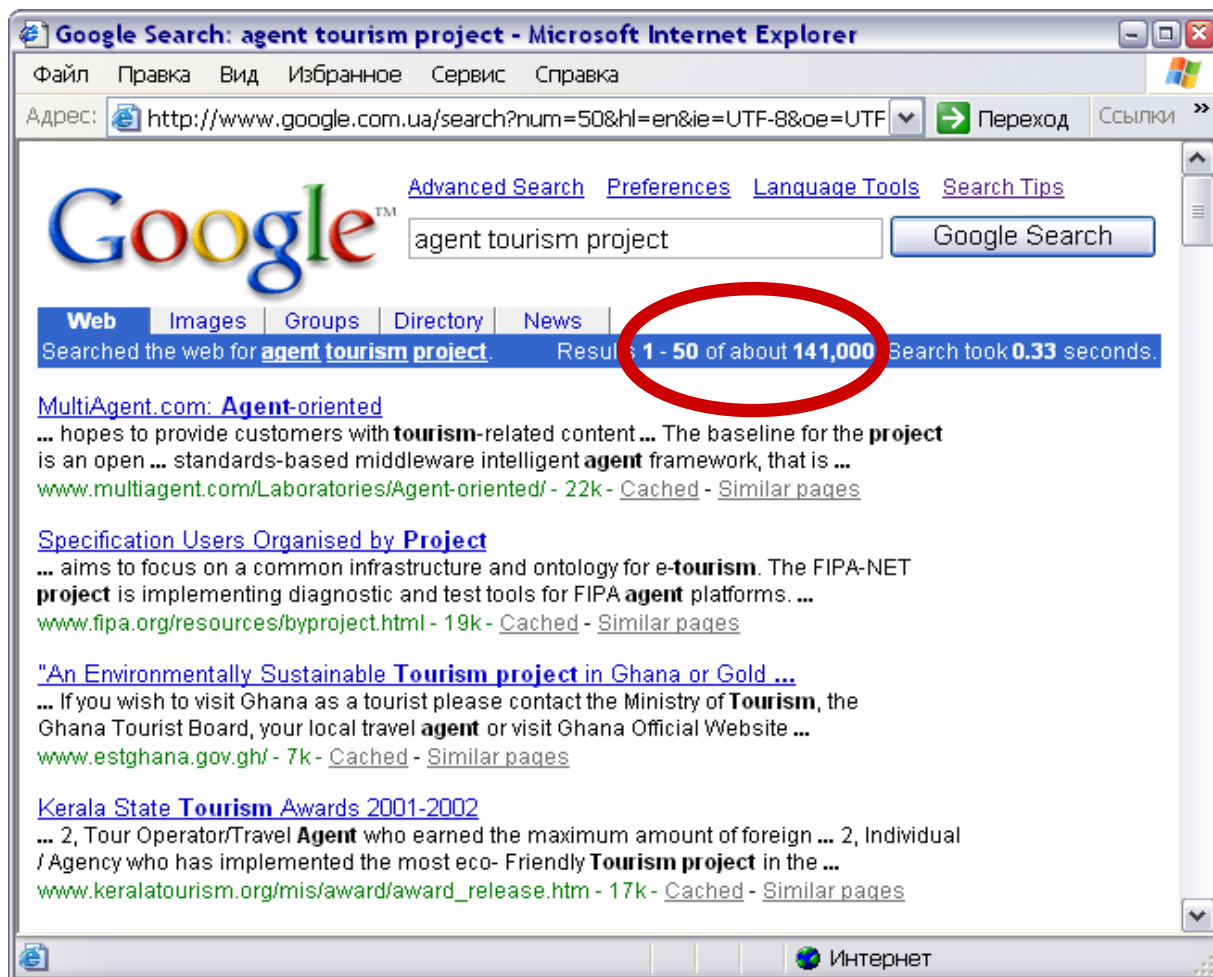 Google Search: agent tourism project - Microsoft Internet Explorer
Файл Правка Вид Избранное Сервис Справка
Адрес: http://www.google.com.ua/search?num=50&hl=en&ie=UTF-8&oe=UTF Переход Ссылки »
Advanced Search Preferences Language Tools Search Tips
Google™ agent tourism project Google Search
Web Images Groups Directory News
Searched the web for agent tourism project. Results 1 - 50 of about 141,000. Search took 0.33 seconds.
MultiAgent.com: Agent-oriented
... hopes to provide customers with tourism-related content ... The baseline for the project
is an open ... standards-based middleware intelligent agent framework, that is ...
www.multiagent.com/Laboratories/Agent-oriented/ - 22k - Cached - Similar pages
Specification Users Organised by Project
... aims to focus on a common infrastructure and ontology for e-tourism. The FIPA-NET
project is implementing diagnostic and test tools for FIPA agent platforms. ...
www.fipa.org/resources/byproject.html - 19k - Cached - Similar pages
"An Environmentally Sustainable Tourism project in Ghana or Gold ...
... If you wish to visit Ghana as a tourist please contact the Ministry of Tourism, the
Ghana Tourist Board, your local travel agent or visit Ghana Official Website ...
www.estghana.gov.gh/ - 7k - Cached - Similar pages
Kerala State Tourism Awards 2001-2002
... 2, Tour Operator/Travel Agent who earned the maximum amount of foreign ... 2, Individual
/ Agency who has implemented the most eco- Friendly Tourism project in the ...
www.keralatourism.org/mis/award/award_release.htm - 17k - Cached - Similar pages
Интернет